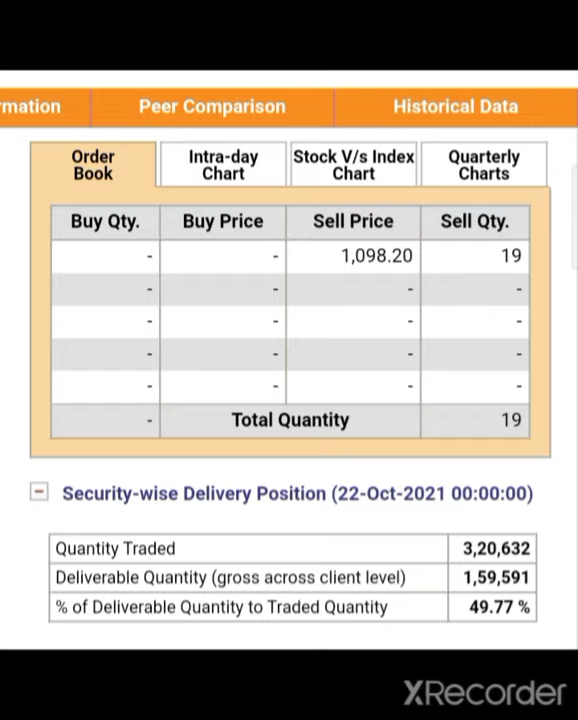 rmation Peer Comparison Historical Data
Order Book Intra-day Chart Stock V/s Index Chart Quarterly Charts
Buy Qty. Buy Price Sell Price Sell Qty.
- - 1,098.20 19
- - - -
- - - -
- - - -
- - - -
- Total Quantity 19
Security-wise Delivery Position (22-Oct-2021 00:00:00)
Quantity Traded 3,20,632
Deliverable Quantity (gross across client level) 1,59,591
% of Deliverable Quantity to Traded Quantity 49.77 %
XRecorder